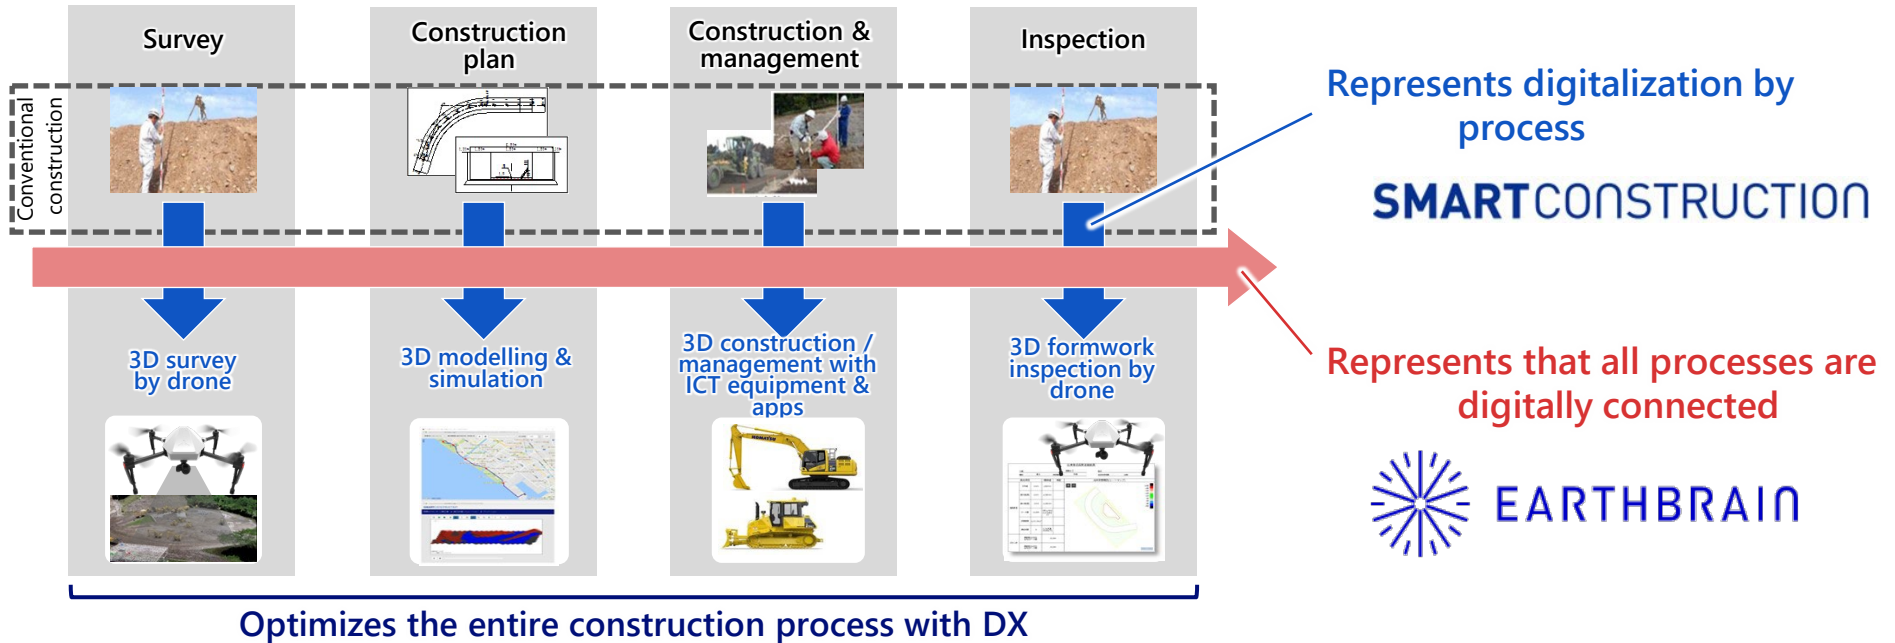 Survey
Construction
plan
Construction &
management
Inspection
Conventional
construction
3D survey
by drone
3D modelling &
simulation
3D construction /
management with
ICT equipment &
apps
3D formwork
inspection by
drone
KOMATSU
Optimizes the entire construction process with DX
Represents digitalization by
process
SMARTCONSTRUCTION
Represents that all processes are
digitally connected
EARTHBRAIN